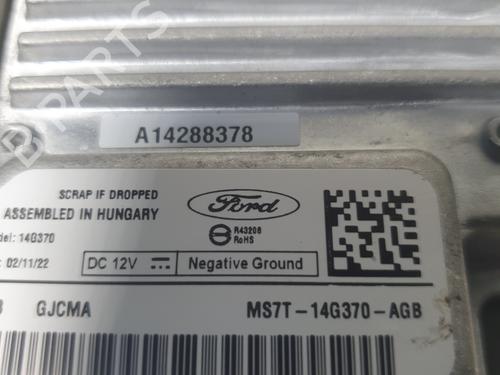 B PARTS
A14288378
SCRAP IF DROPPED
ASSEMBLED IN HUNGARY
del: 14G370
: 02/11/22
Ford
R43208
RoHS
DC 12V
Negative Ground
GJCMA
MS7T-14G370-AGB